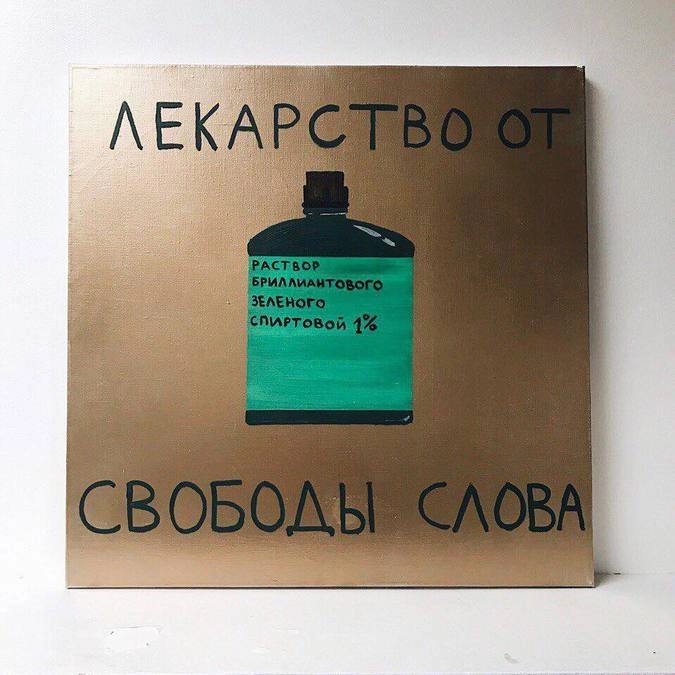 ЛЕКАРСТВО ОТ
РАСТВОР
БРИЛЛИАНТОВОГО
ЗЕЛЕНОГО
СПИРТОВОЙ 1%
СВОБОДЫ СЛОВА